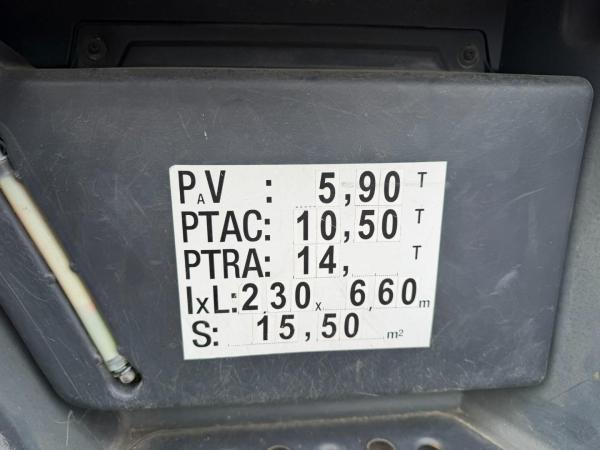 PAV : 5,90 T
PTAC: 10,50 T
PTRA: 14, T
IxL: 2,30 x 6,60 m
S: 15,50 m²